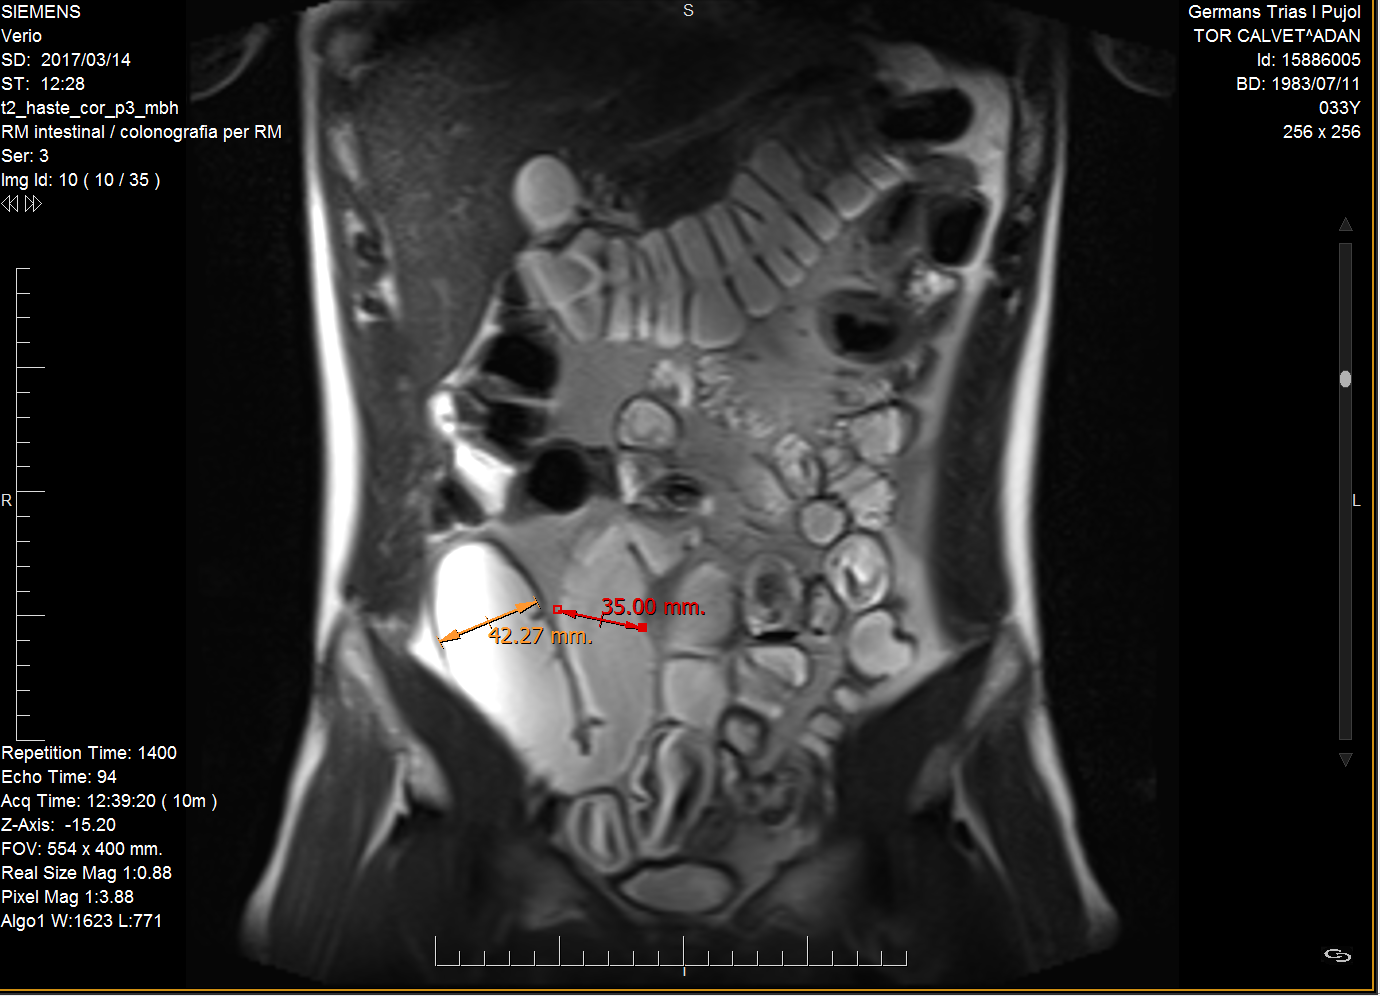 SIEMENS
Verio
SD: 2017/03/14
ST: 12:28
t2_haste_cor_p3_mbh
RM intestinal / colonografia per RM
Ser: 3
Img Id: 10 ( 10 / 35 )
S
Germans Trias I Pujol
TOR CALVET^ADAN
Id: 15886005
BD: 1983/07/11
033Y
256 x 256
R
L
35.00 mm.
42.27 mm.
Repetition Time: 1400
Echo Time: 94
Acq Time: 12:39:20 ( 10m )
Z-Axis: -15.20
FOV: 554 x 400 mm.
Real Size Mag 1:0.88
Pixel Mag 1:3.88
Algo1 W:1623 L:771
I